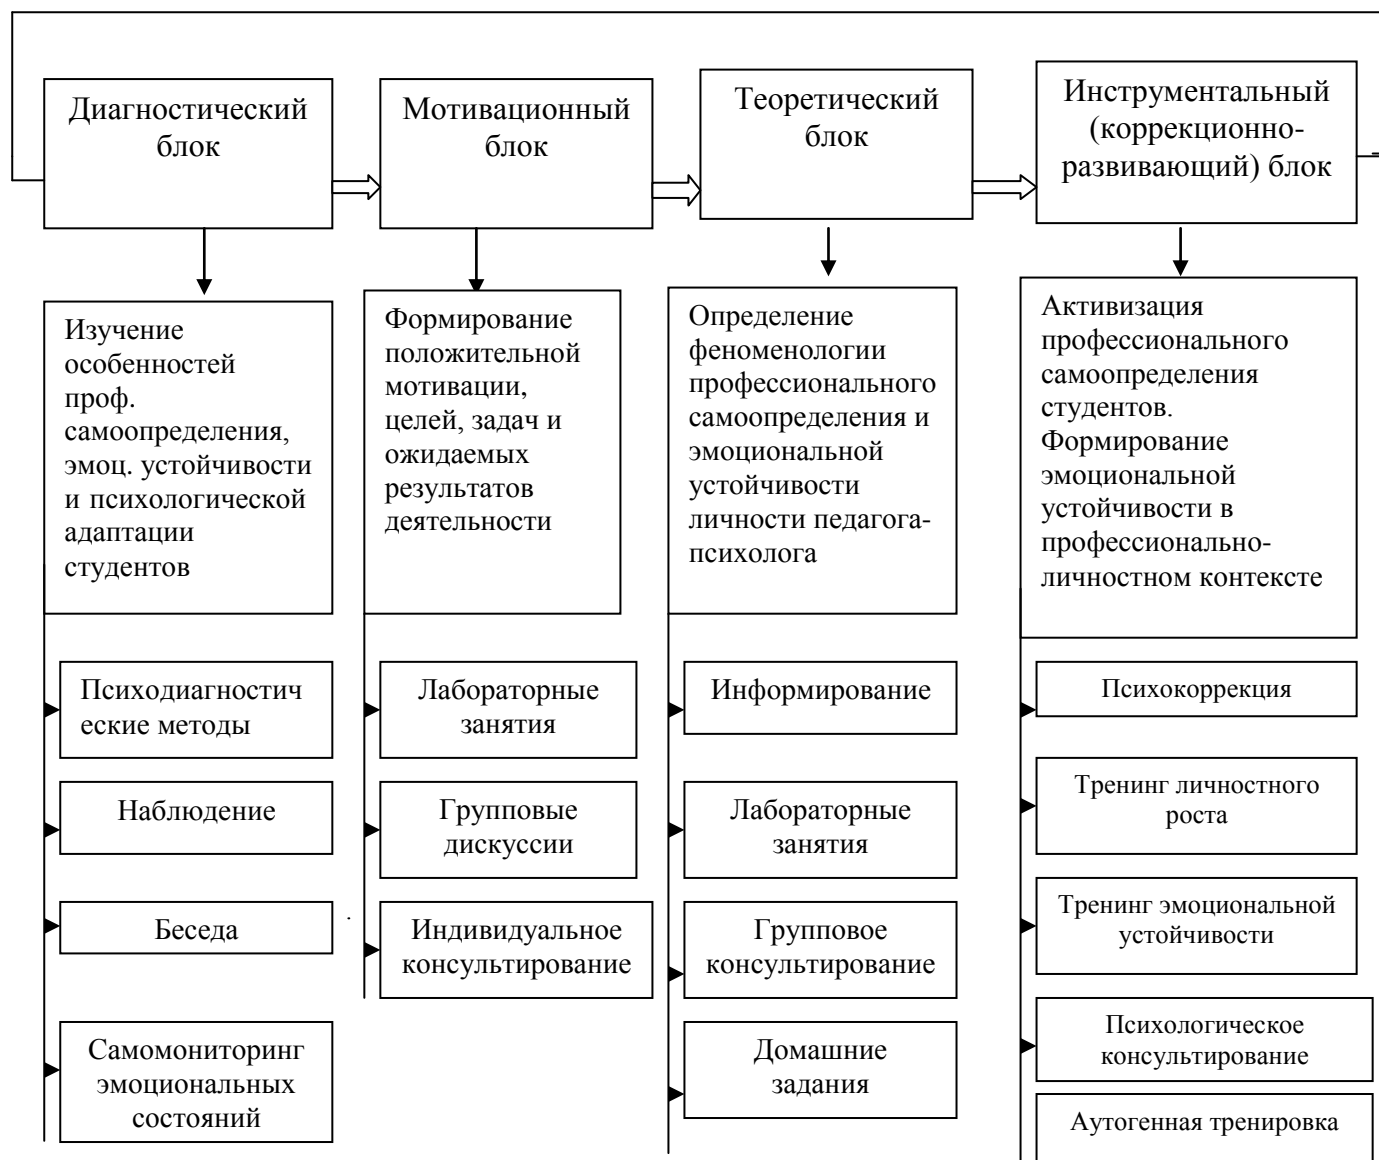 Диагностический
блок
Мотивационный
блок
Теоретический
блок
Инструментальный
(коррекционно-
развивающий) блок
Изучение
особенностей
проф.
самоопределения,
эмоц. устойчивости
и психологической
адаптации
студентов
Формирование
положительной
мотивации,
целей, задач и
ожидаемых
результатов
деятельности
Определение
феноменологии
профессионального
самоопределения и
эмоциональной
устойчивости
личности педагога-
психолога
Активизация
профессионального
самоопределения
студентов.
Формирование
эмоциональной
устойчивости в
профессионально-
личностном контексте
Психодиагностич
еские методы
Наблюдение
Беседа
Самомониторинг
эмоциональных
состояний
Лабораторные
занятия
Групповые
дискуссии
Индивидуальное
консультирование
Информирование
Лабораторные
занятия
Групповое
консультирование
Домашние
задания
Психокоррекция
Тренинг личностного
роста
Тренинг эмоциональной
устойчивости
Психологическое
консультирование
Аутогенная тренировка